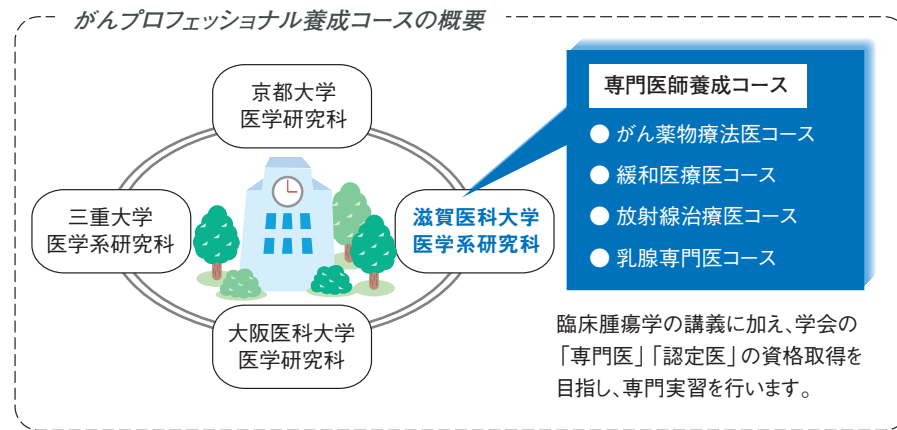 がんプロフェッショナル養成コースの概要
京都大学
医学研究科
三重大学
医学系研究科
滋賀医科大学
医学系研究科
大阪医科大学
医学研究科
専門医師養成コース
● がん薬物療法医コース
● 緩和医療医コース
● 放射線治療医コース
● 乳腺専門医コース
臨床腫瘍学の講義に加え、学会の
「専門医」「認定医」の資格取得を
目指し、専門実習を行います。